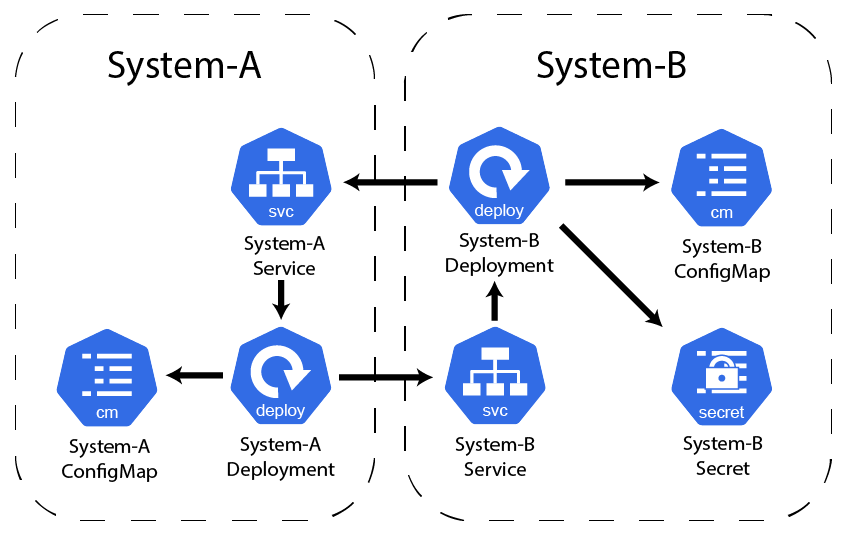 System-A
System-B
svc
System-A
Service
deploy
System-B
Deployment
cm
System-B
ConfigMap
cm
System-A
ConfigMap
deploy
System-A
Deployment
svc
System-B
Service
secret
System-B
Secret